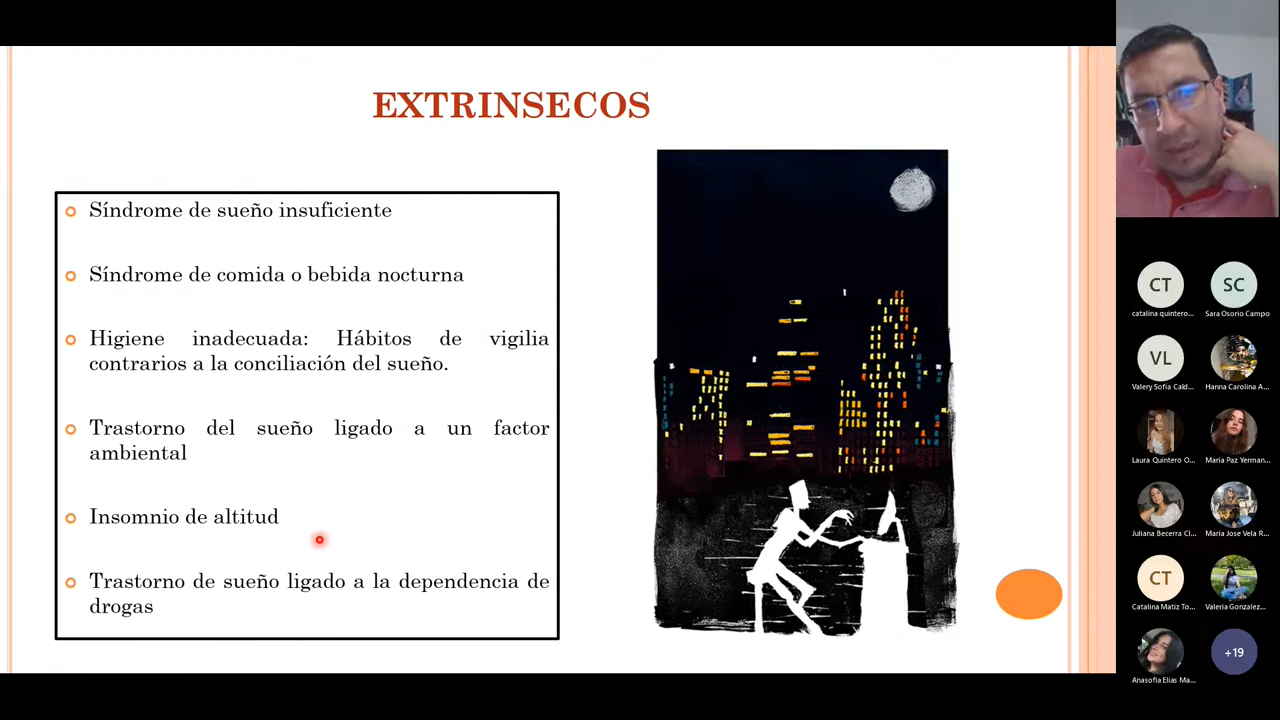 EXTRINSECOS
Síndrome de sueño insuficiente
Síndrome de comida o bebida nocturna
Higiene inadecuada: Hábitos de vigilia
contrarios a la conciliación del sueño.
Trastorno del sueño ligado a un factor
ambiental
Insomnio de altitud
Trastorno de sueño ligado a la dependencia de
drogas
CT
SC
catalina quintero...
Sara Osorio Campo
VL
Valery Sofia Cald...
Hanna Carolina A...
Laura Quintero O...
Maria Paz Yerman...
Juliana Becerra Cl...
Maria Jose Vela R...
CT
Catalina Matiz To...
Valeria Gonzalez...
+19
Anasofia Elias Ma...